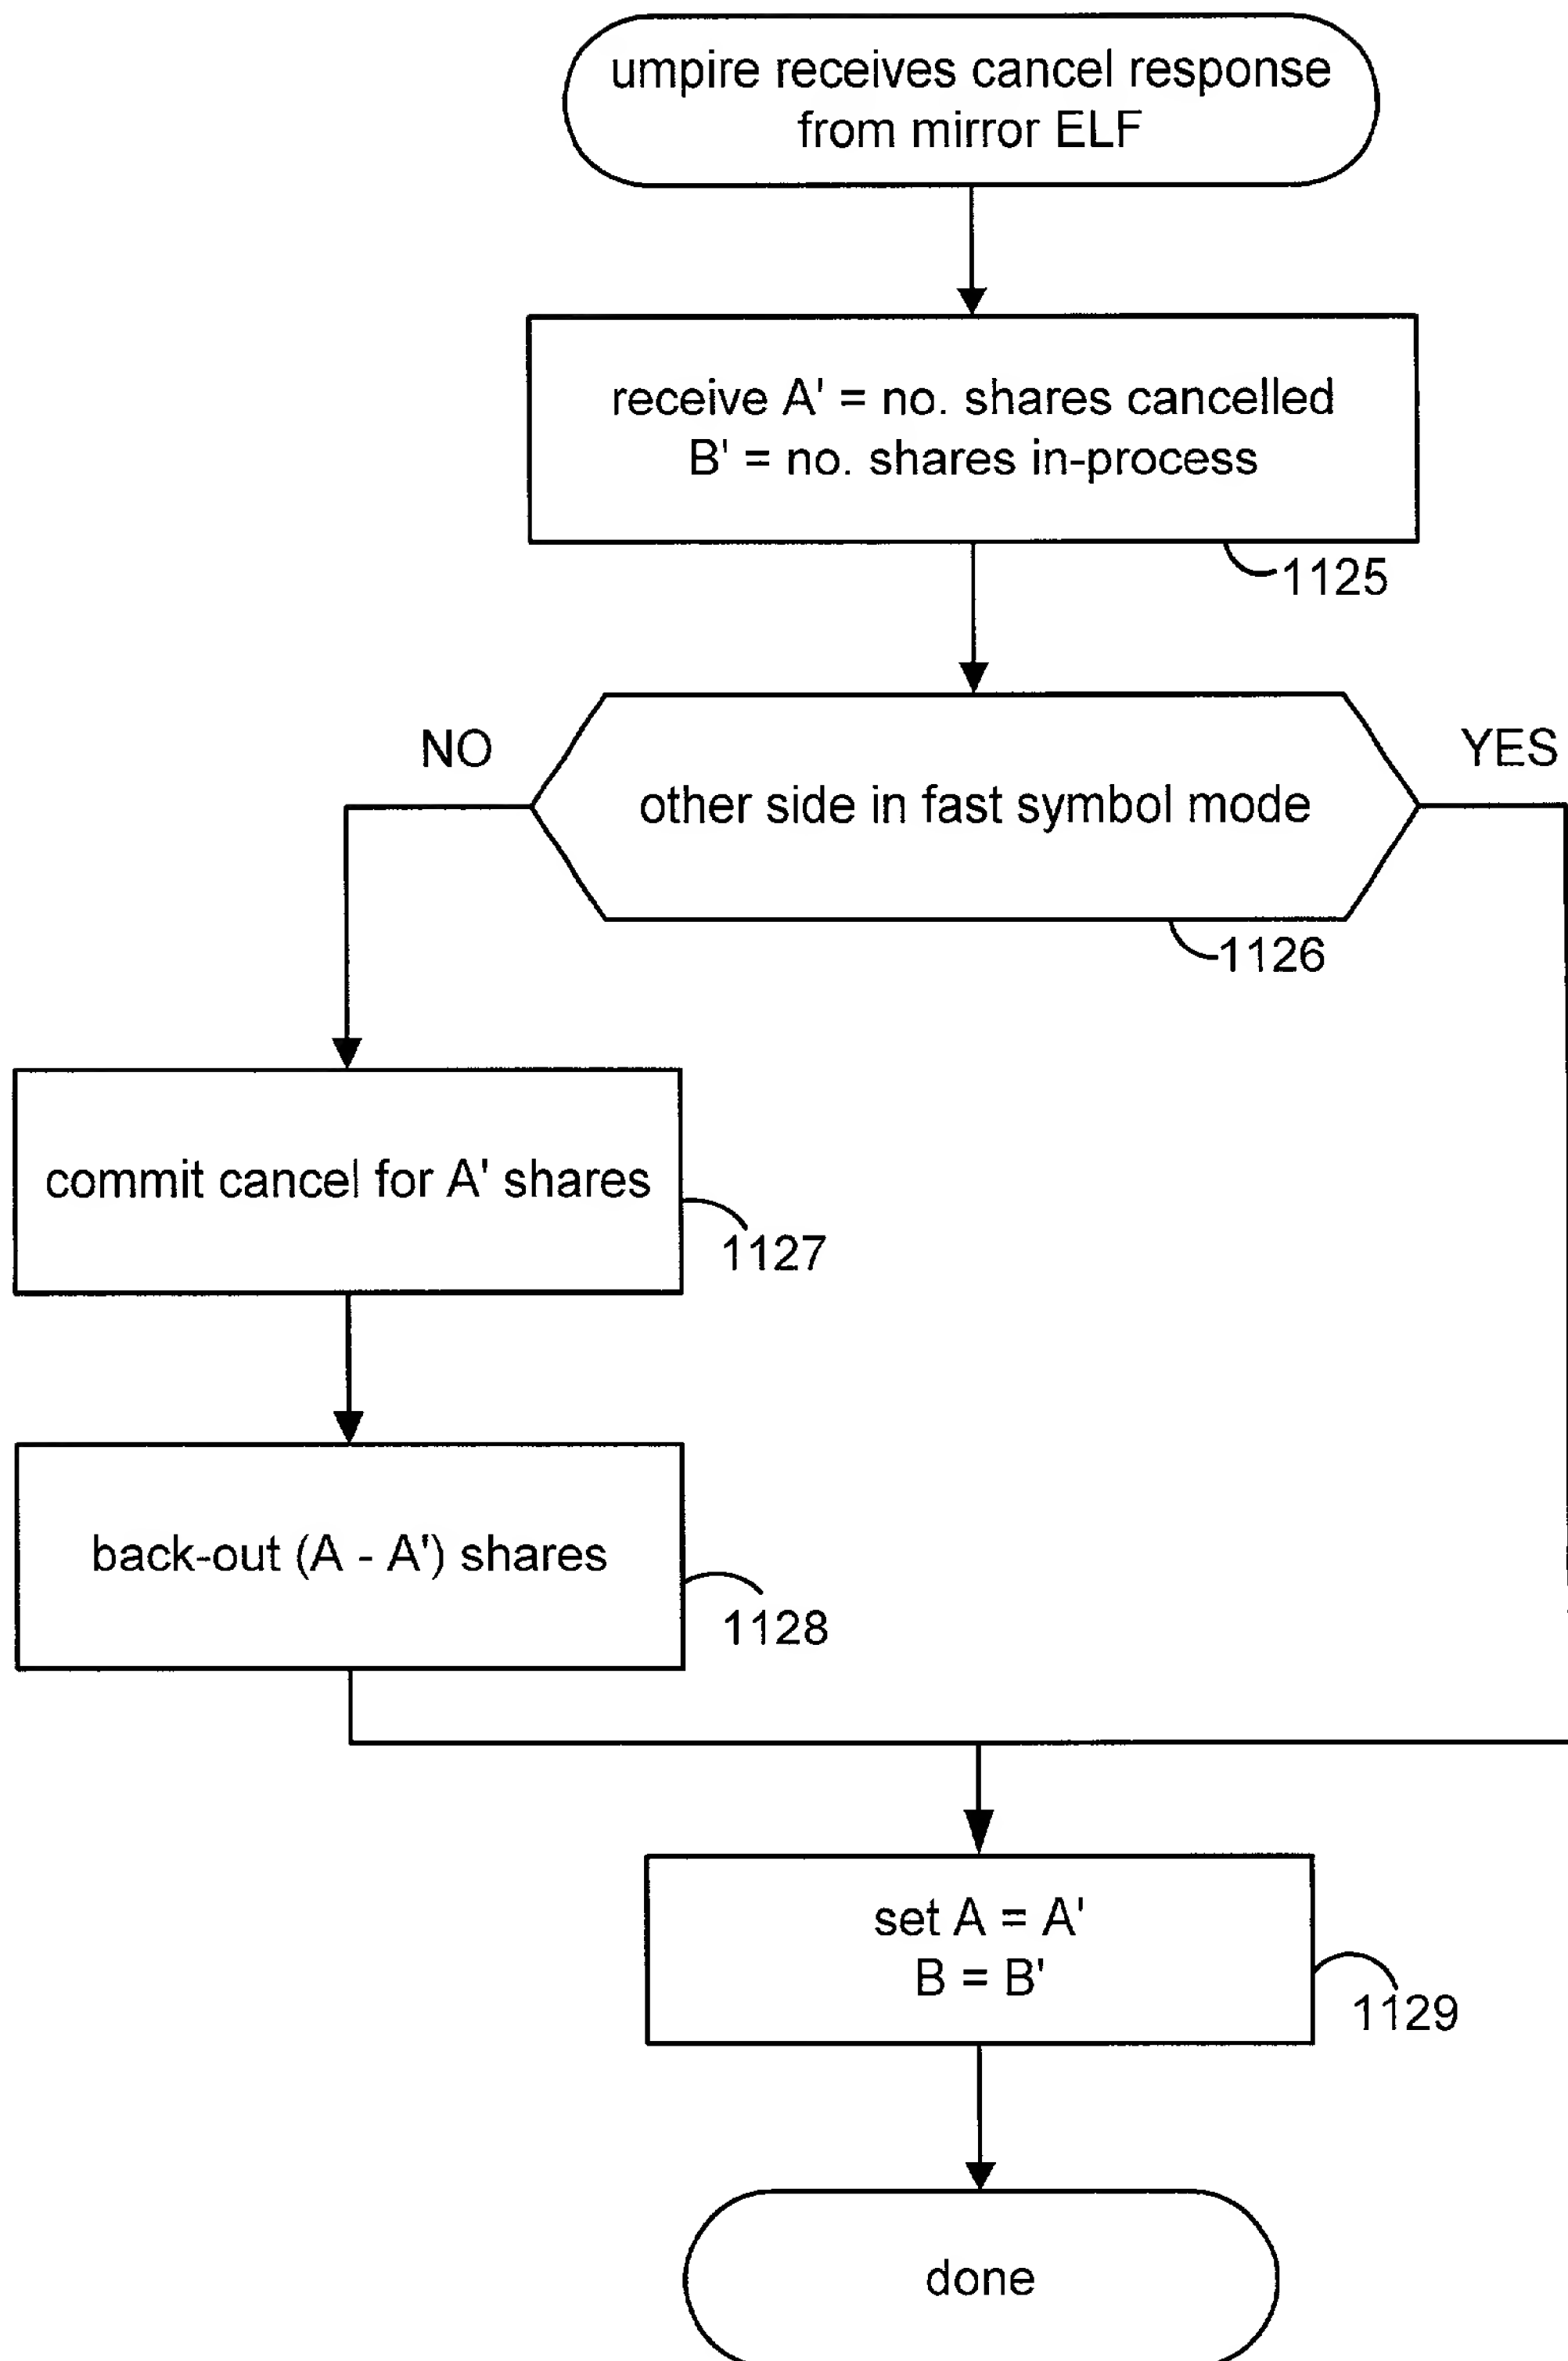 umpire receives cancel response
from mirror ELF
receive A' = no. shares cancelled
B' = no. shares in-process
1125
NO
YES
other side in fast symbol mode
1126
commit cancel for A' shares
1127
back-out (A - A') shares
1128
set A = A'
B = B'
1129
done